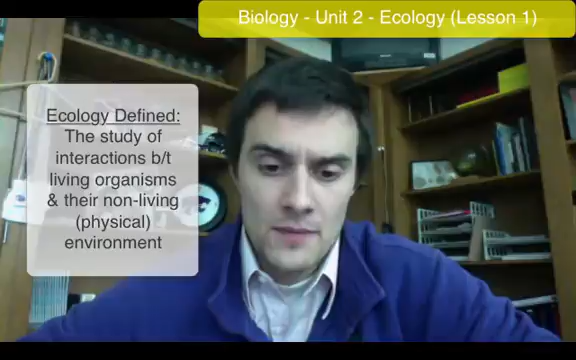 Biology - Unit 2 - Ecology (Lesson 1)
Ecology Defined:
The study of
interactions b/t
living organisms
& their non-living
(physical)
environment